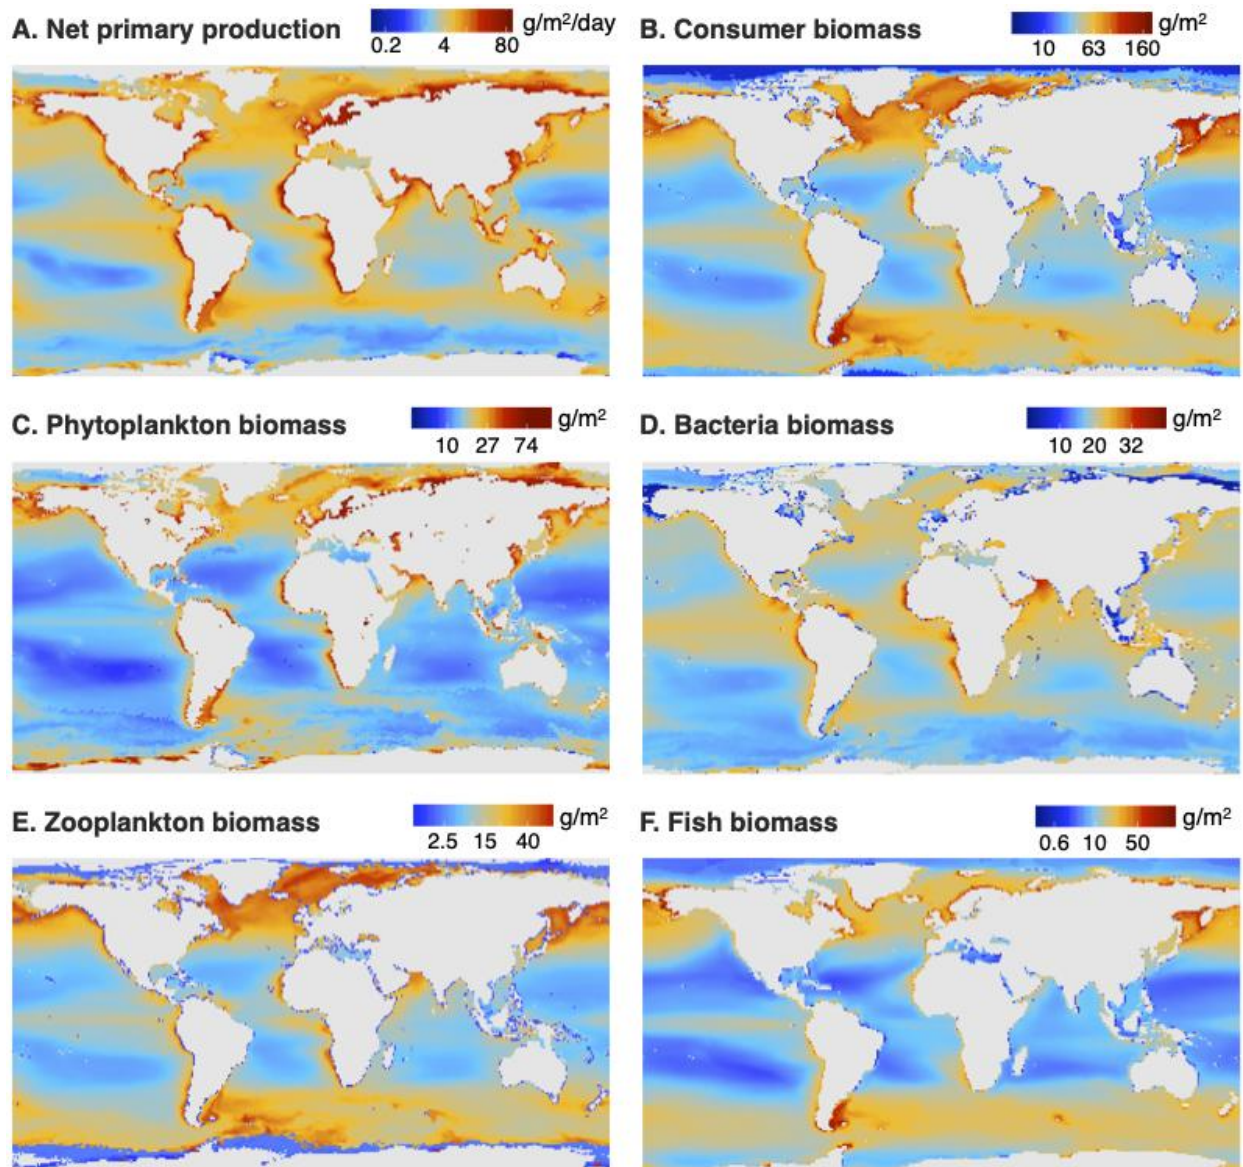 A. Net primary production g/m²/day
0.2 4 80
B. Consumer biomass g/m²
10 63 160
C. Phytoplankton biomass g/m²
10 27 74
D. Bacteria biomass g/m²
10 20 32
E. Zooplankton biomass g/m²
2.5 15 40
F. Fish biomass g/m²
0.6 10 50